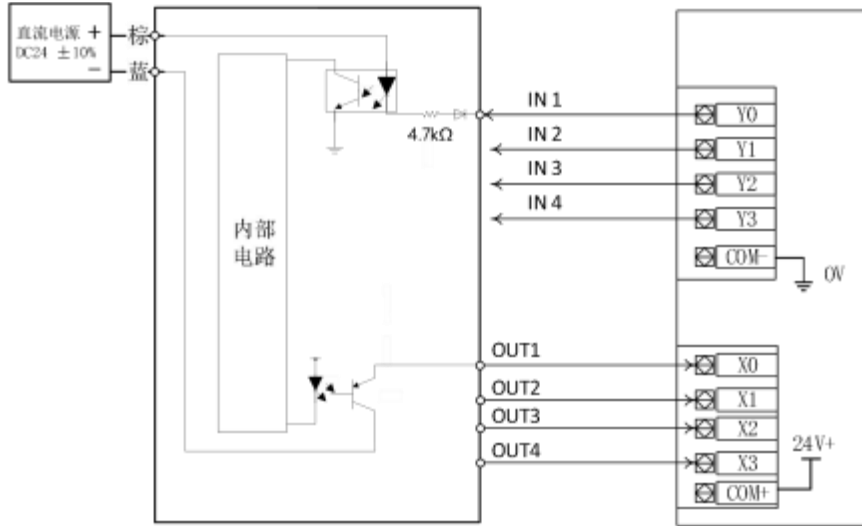 直流电源 + 棕
DC24 ±10%
− 蓝
IN 1
Y0
4.7kΩ
IN 2
Y1
IN 3
Y2
IN 4
Y3
内部
电路
COM-
0V
OUT1
X0
OUT2
X1
OUT3
X2
OUT4
X3
24V+
COM+